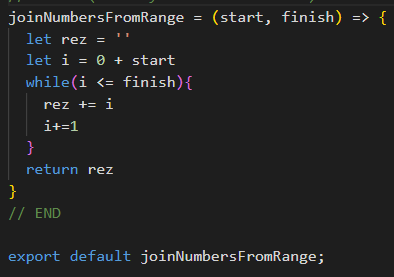 joinNumbersFromRange = (start, finish) => {
  let rez = ''
  let i = 0 + start
  while(i <= finish){
    rez += i
    i+=1
  }
  return rez
}
// END

export default joinNumbersFromRange;